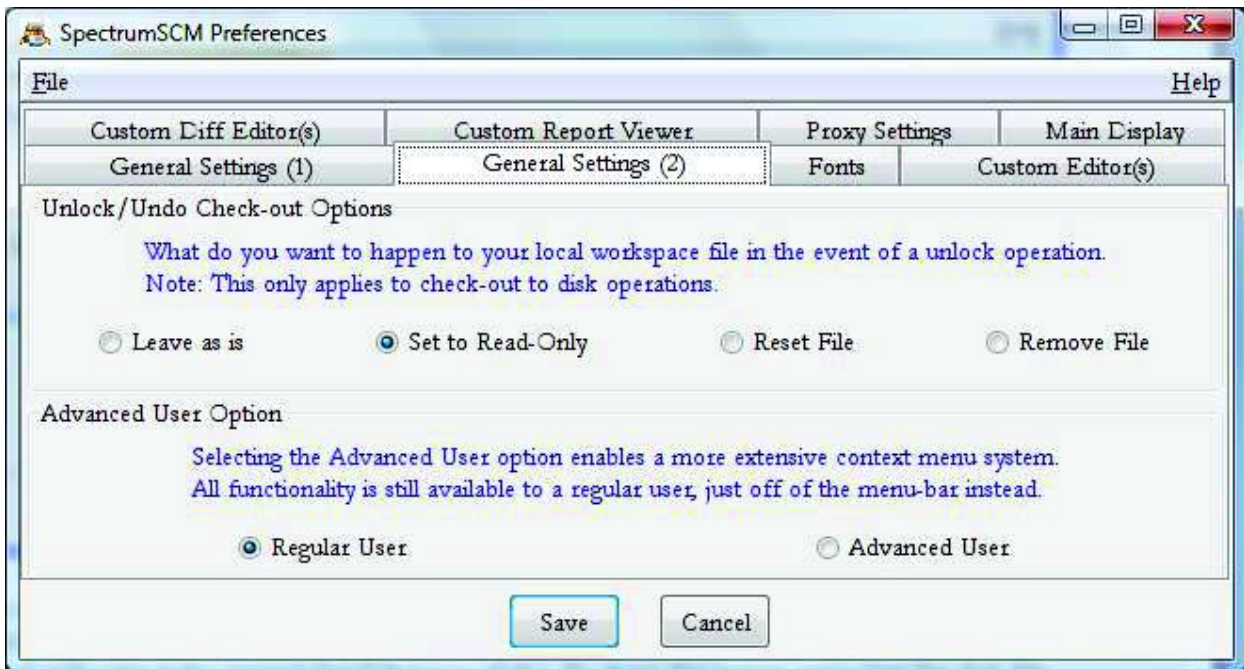 SpectrumSCM Preferences
File Help
Custom Diff Editor(s) Custom Report Viewer Proxy Settings Main Display
General Settings (1) General Settings (2) Fonts Custom Editor(s)
Unlock/Undo Check-out Options
What do you want to happen to your local workspace file in the event of a unlock operation.
Note: This only applies to check-out to disk operations.
Leave as is Set to Read-Only Reset File Remove File
Advanced User Option
Selecting the Advanced User option enables a more extensive context menu system.
All functionality is still available to a regular user, just off of the menu-bar instead.
Regular User Advanced User
Save Cancel